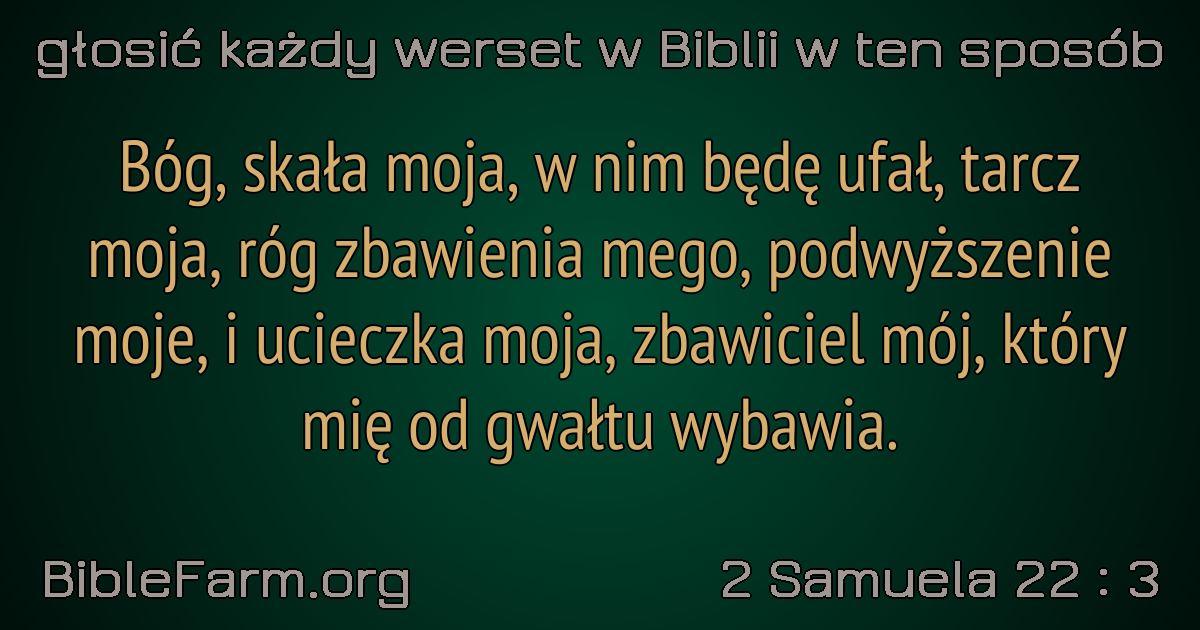 głosić każdy werset w Biblii w ten sposób
Bóg, skała moja, w nim będę ufał, tarcz
moja, róg zbawienia mego, podwyższenie
moje, i ucieczka moja, zbawiciel mój, który
mię od gwałtu wybawia.
BibleFarm.org
2 Samuela 22 : 3